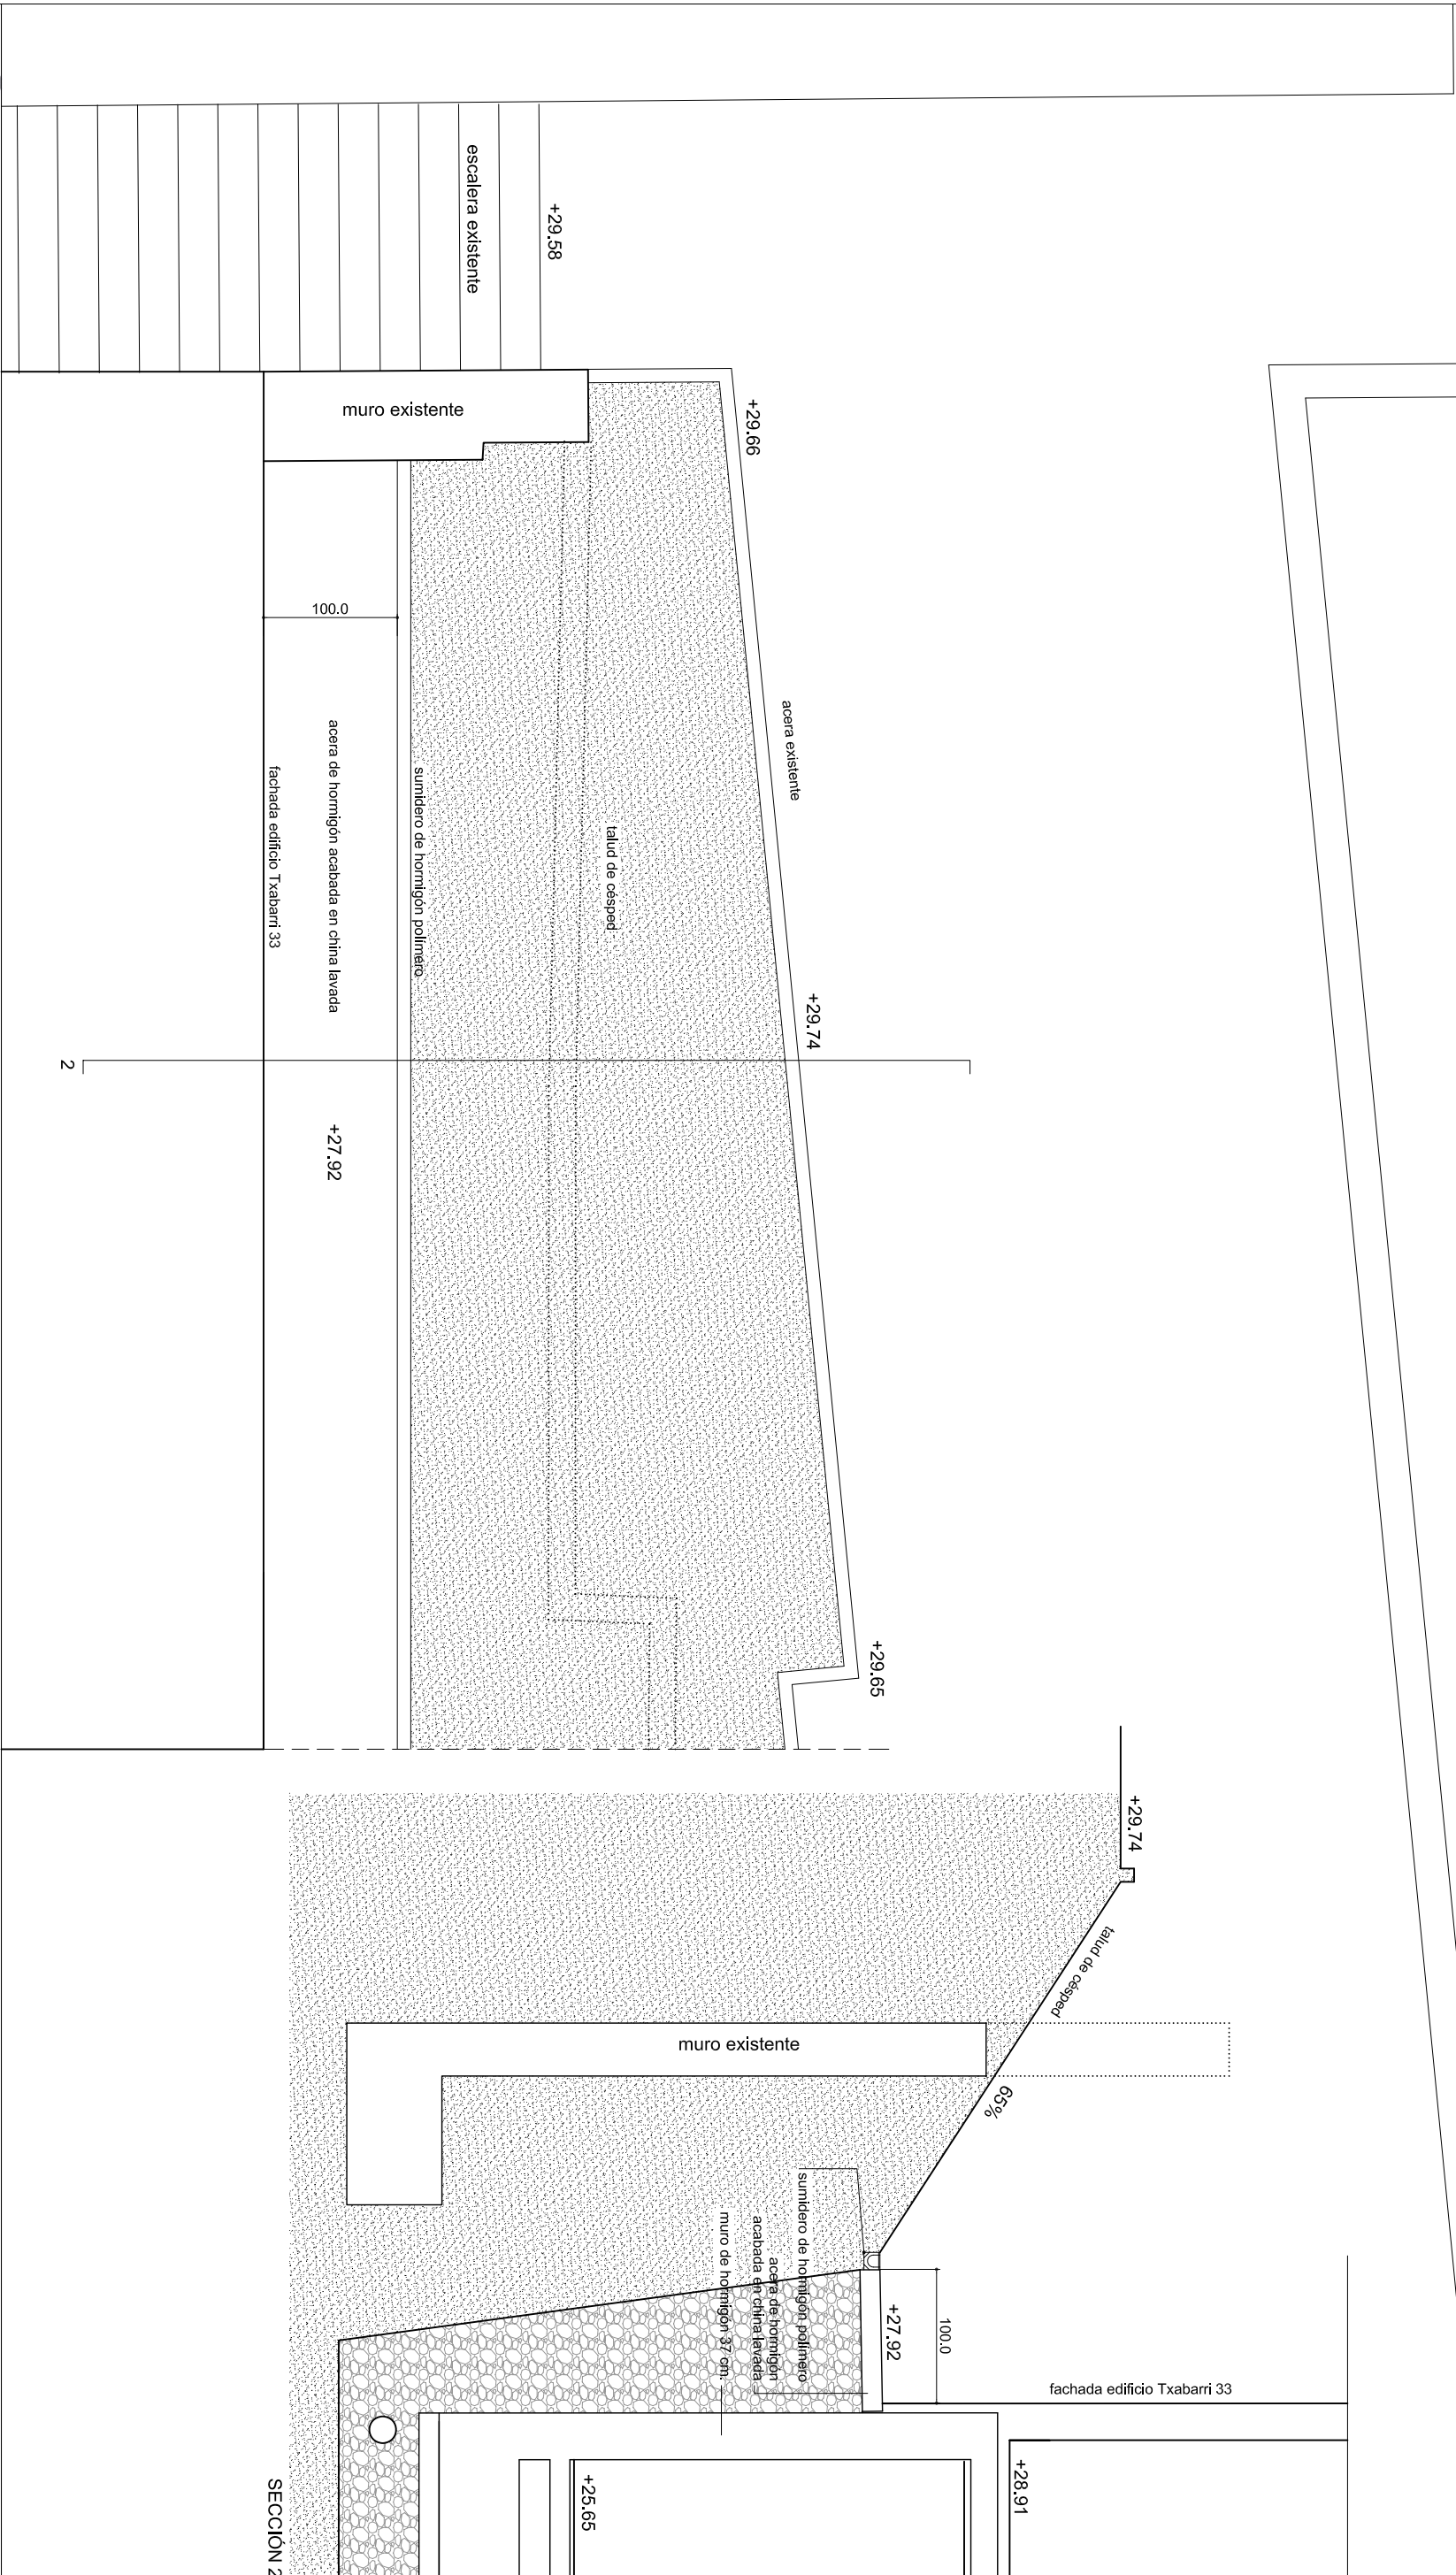 escalera existente
+29.58
muro existente
+29.66
100.0
acera existente
talud de césped
sumidero de hormigón polímero
acera de hormigón acabada en china lavada
fachada edificio Txabarri 33
+29.74
2
+27.92
+29.65
+29.74
talud de césped
muro existente
65%
sumidero de hormigón polímero
acera de hormigón
acabada en china lavada
muro de hormigón 37 cm.
+27.92
100.0
fachada edificio Txabarri 33
+28.91
+25.65
SECCIÓN 2